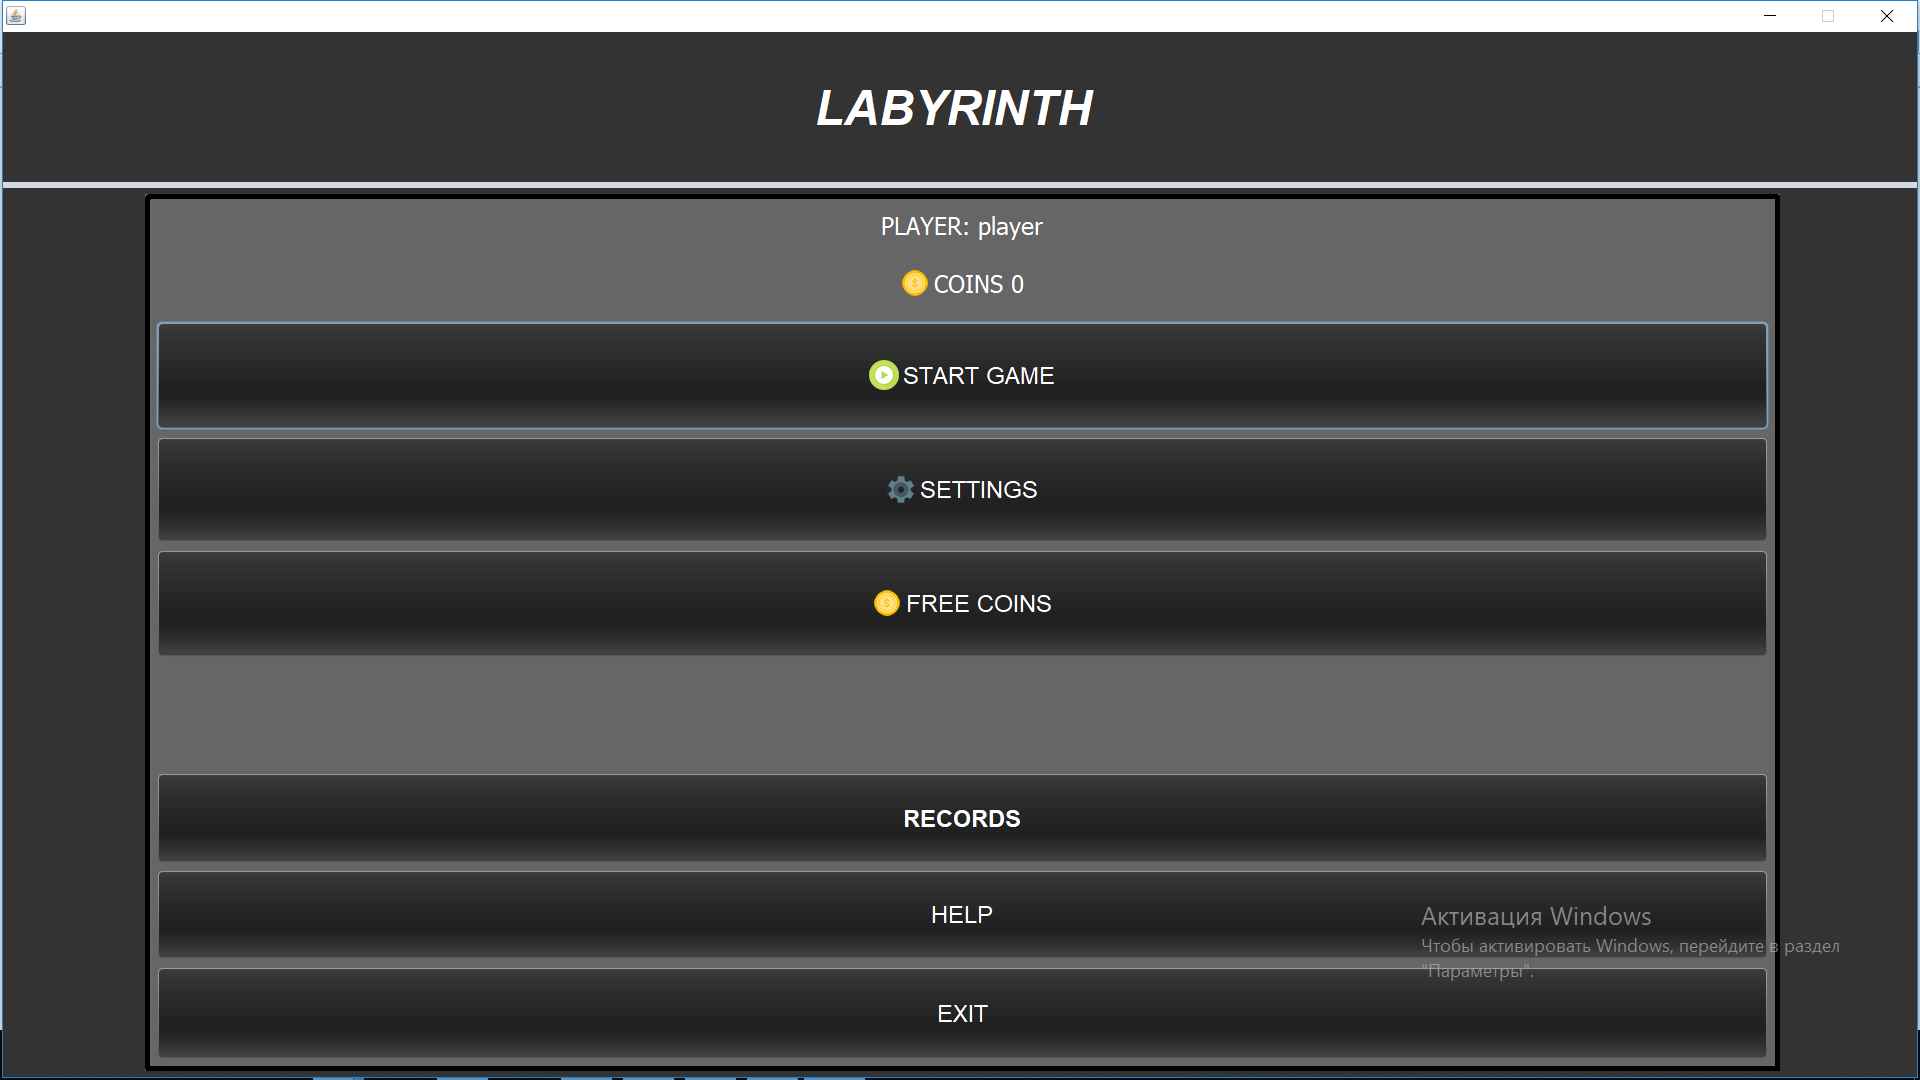 LABYRINTH
PLAYER: player
COINS 0
START GAME
SETTINGS
FREE COINS
RECORDS
HELP
EXIT
Активация Windows
Чтобы активировать Windows, перейдите в раздел
"Параметры".